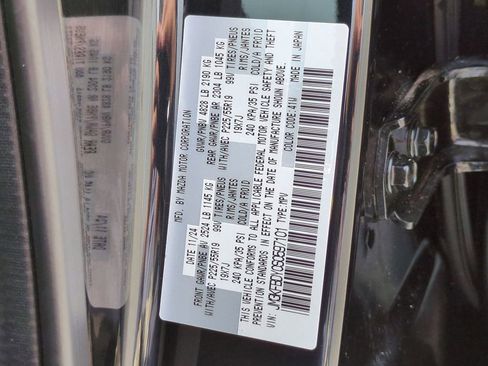 MFD. BY MAZDA MOTOR CORPORATION
DATE 11/24 GVWR/PNBV 4828 LB 2190 KG
FRONT GAWR/PNBE AV 2524 LB 1145 KG REAR GAWR/PNBE AR 2304 LB 1045 KG
WITH/AVEC P225/55R19 99V TIRES/PNEUS WITH/AVEC P225/55R19 99V TIRES/PNEUS
19X7J RIMS/JANTES 19X7J RIMS/JANTES
240 KPA/35 PSI COLD/A FROID 240 KPA/35 PSI COLD/A FROID
THIS VEHICLE CONFORMS TO ALL APPLICABLE FEDERAL MOTOR VEHICLE SAFETY AND THEFT
PREVENTION STANDARDS IN EFFECT ON THE DATE OF MANUFACTURE SHOWN ABOVE.
VIN: TYPE: MPV COLOR CODE: 41W MADE IN JAPAN